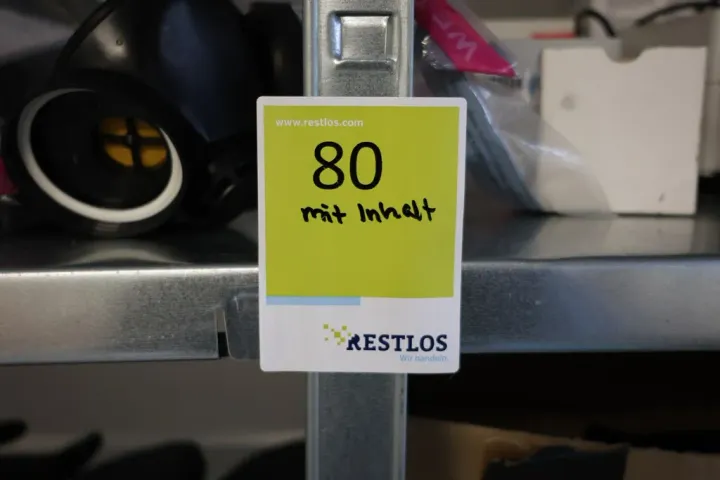 www.restlos.com
80
mit Inhalt
RESTLOS
Wir handeln